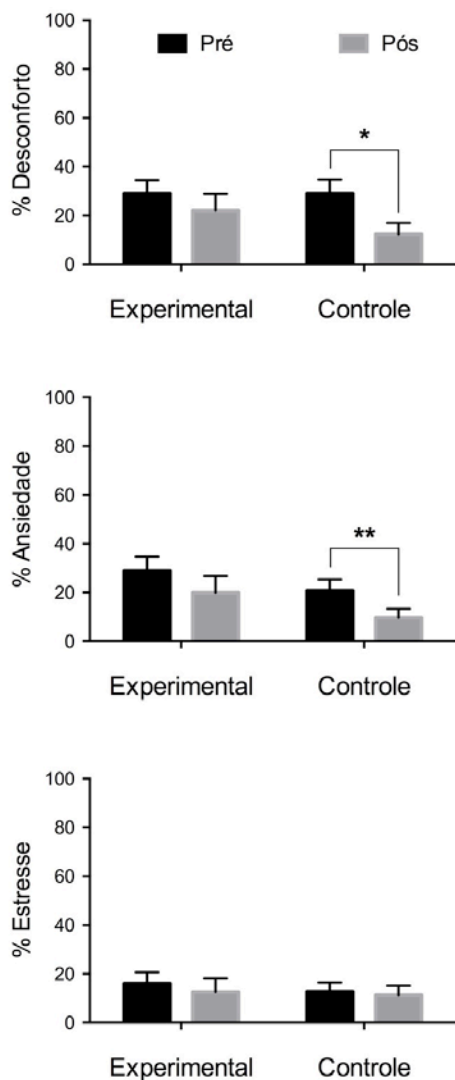 Pré
Pós
% Desconforto
100
80
60
40
20
0
*
Experimental
Controle
% Ansiedade
100
80
60
40
20
0
**
Experimental
Controle
% Estresse
100
80
60
40
20
0
Experimental
Controle